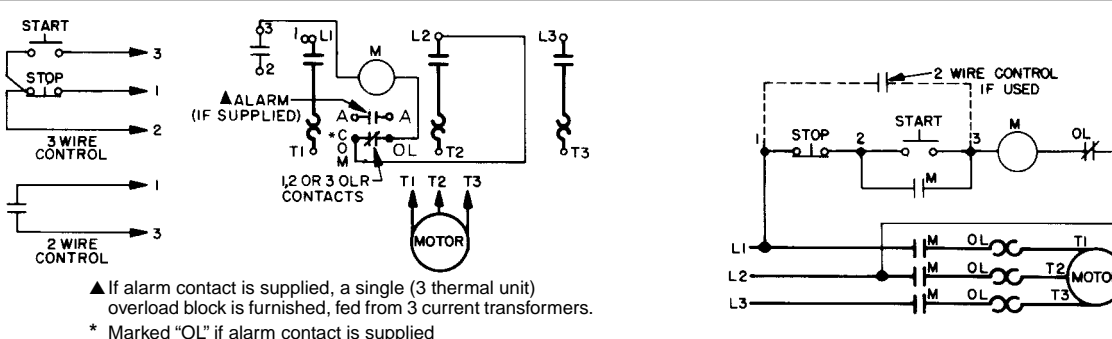 START
3
STOP
1
2
3 WIRE
CONTROL
1
3
2 WIRE
CONTROL
3
2
1 L1
M
L2
L3
▲ALARM
(IF SUPPLIED)
A A
* COM
OL
T1
T2
T3
1,2 OR 3 OLR
CONTACTS
T1 T2 T3
MOTOR
▲ If alarm contact is supplied, a single (3 thermal unit)
overload block is furnished, fed from 3 current transformers.
* Marked “OL” if alarm contact is supplied
2 WIRE CONTROL
IF USED
1 STOP 2 START 3 M OL
M
L1 M OL T1
L2 M OL T2 MOTO
L3 M OL T3